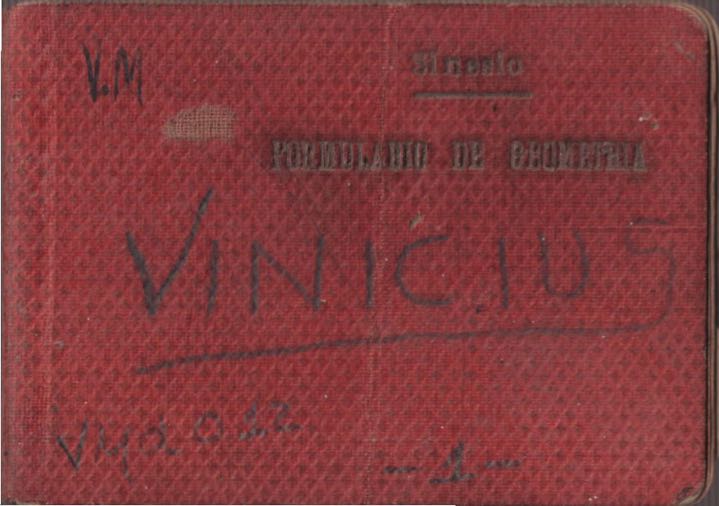 V.M
Sinesio
FORMULARIO DE GEOMETRIA
VINICIUS
-1-